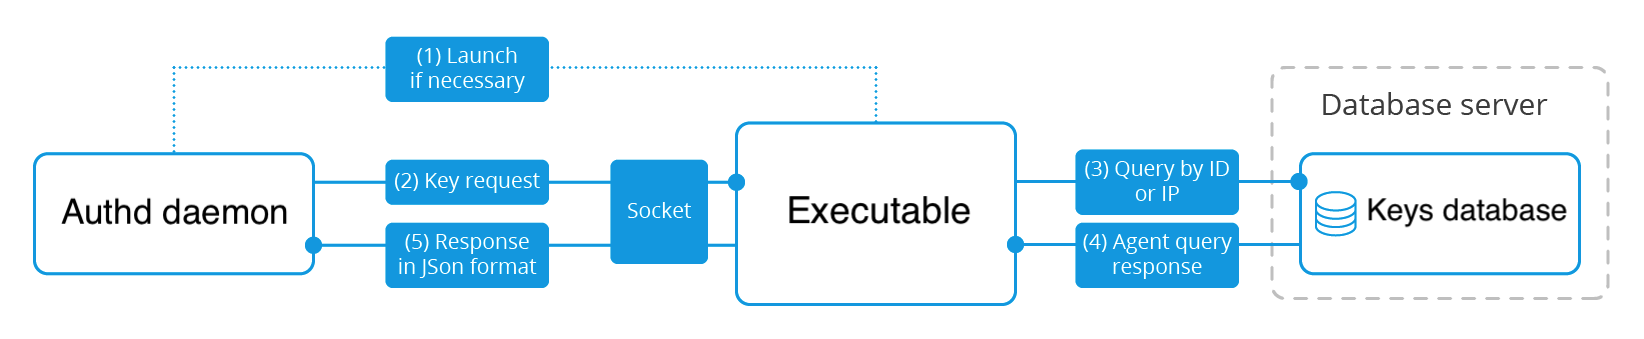 (1) Launch
if necessary
Database server
Authd daemon
(2) Key request
(5) Response
in JSon format
Socket
Executable
(3) Query by ID
or IP
(4) Agent query
response
Keys database